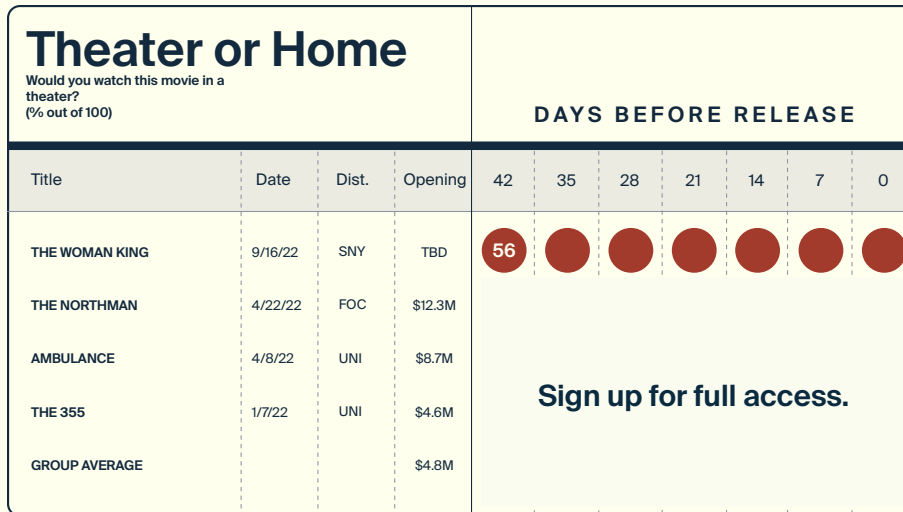 Theater or Home
Would you watch this movie in a
theater?
(% out of 100)
DAYS BEFORE RELEASE
Title Date Dist. Opening 42 35 28 21 14 7 0
THE WOMAN KING 9/16/22 SNY TBD 56
THE NORTHMAN 4/22/22 FOC $12.3M
AMBULANCE 4/8/22 UNI $8.7M
Sign up for full access.
THE 355 1/7/22 UNI $4.6M
GROUP AVERAGE $4.8M